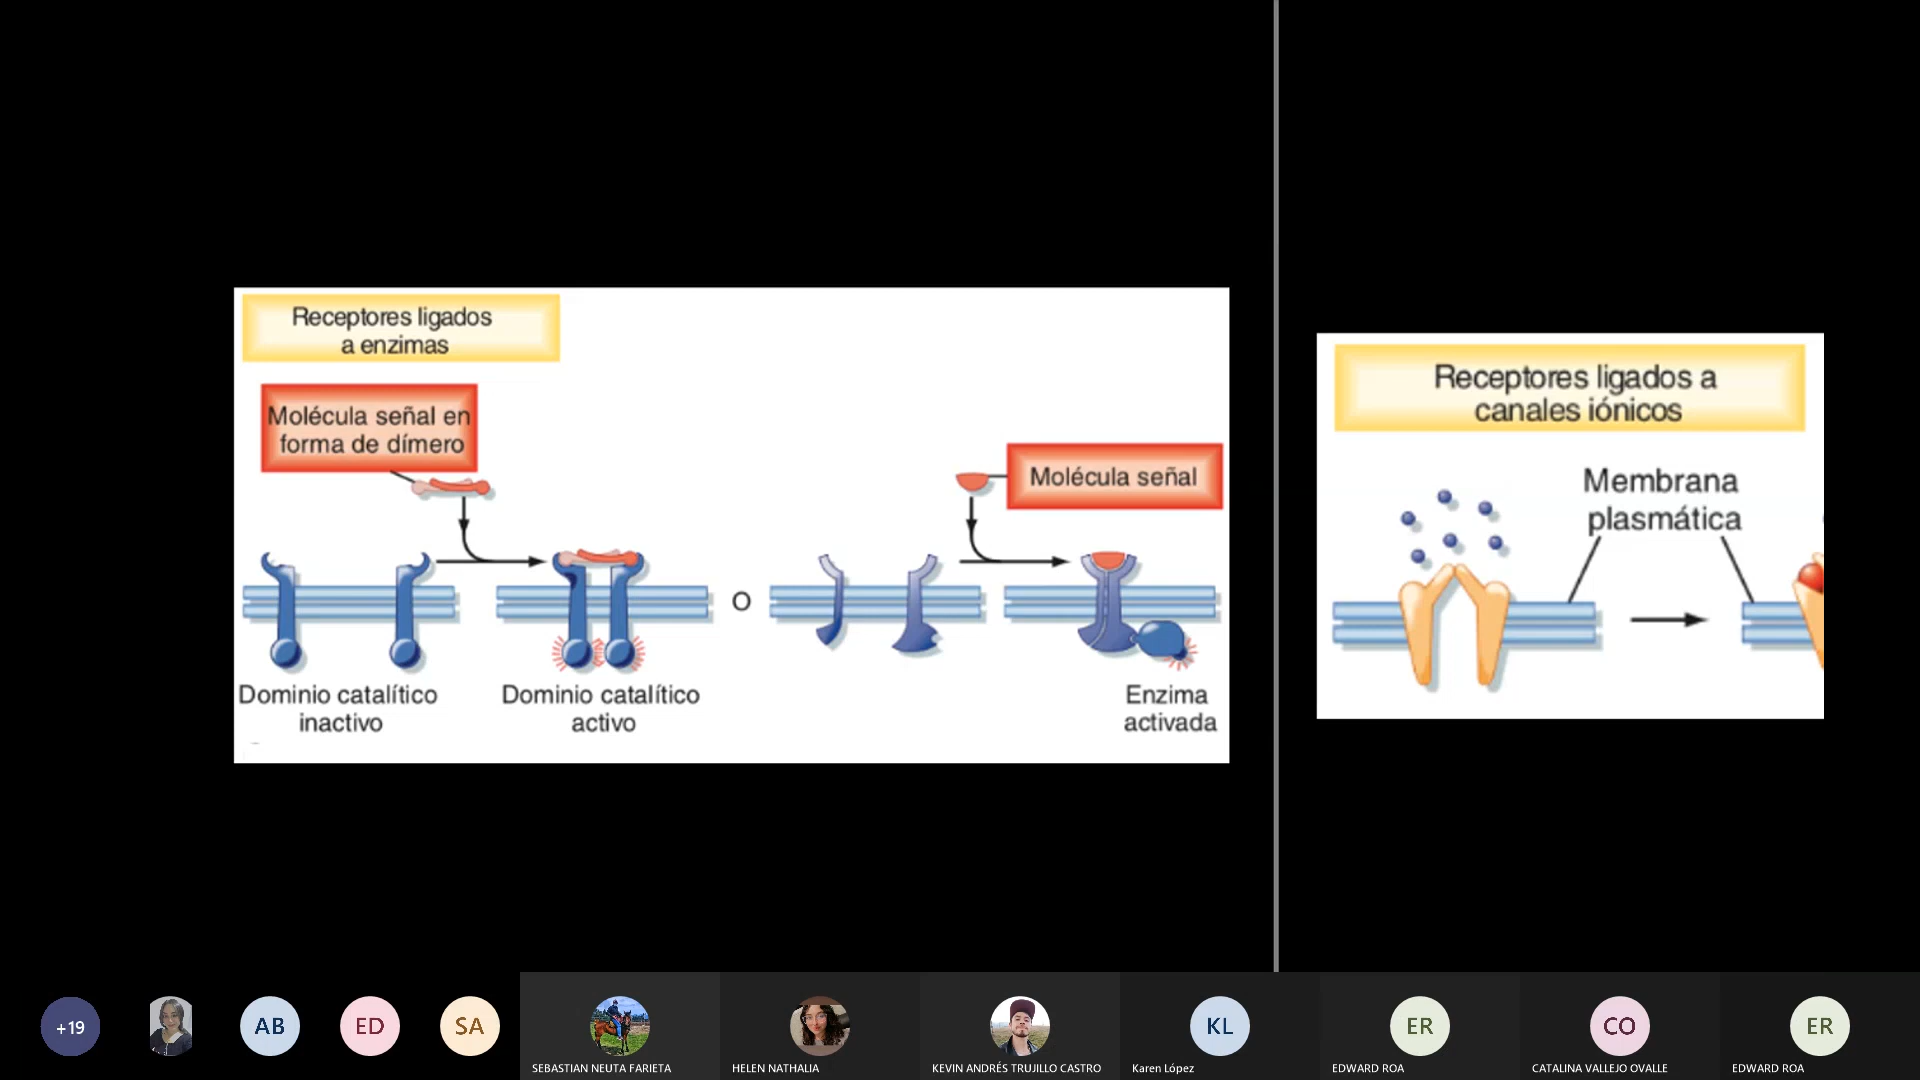 Receptores ligados
a enzimas
Molécula señal en
forma de dímero
Molécula señal
O
Dominio catalítico
inactivo
Dominio catalítico
activo
Enzima
activada
Receptores ligados a
canales iónicos
Membrana
plasmática
+19
AB
ED
SA
SEBASTIAN NEUTA FARIETA
HELEN NATHALIA
KEVIN ANDRÉS TRUJILLO CASTRO
KL
Karen López
ER
EDWARD ROA
CO
CATALINA VALLEJO OVALLE
ER
EDWARD ROA